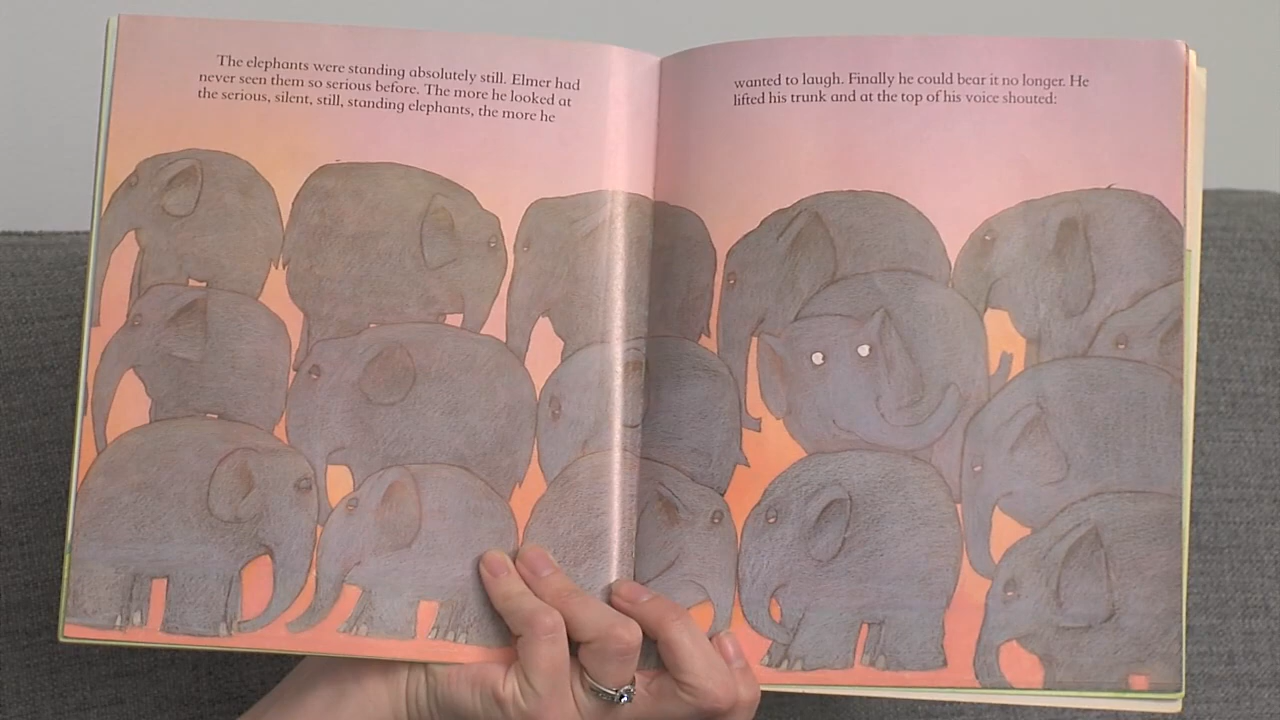 The elephants were standing absolutely still. Elmer had
never seen them so serious before. The more he looked at
the serious, silent, still, standing elephants, the more he
wanted to laugh. Finally he could bear it no longer. He
lifted his trunk and at the top of his voice shouted: